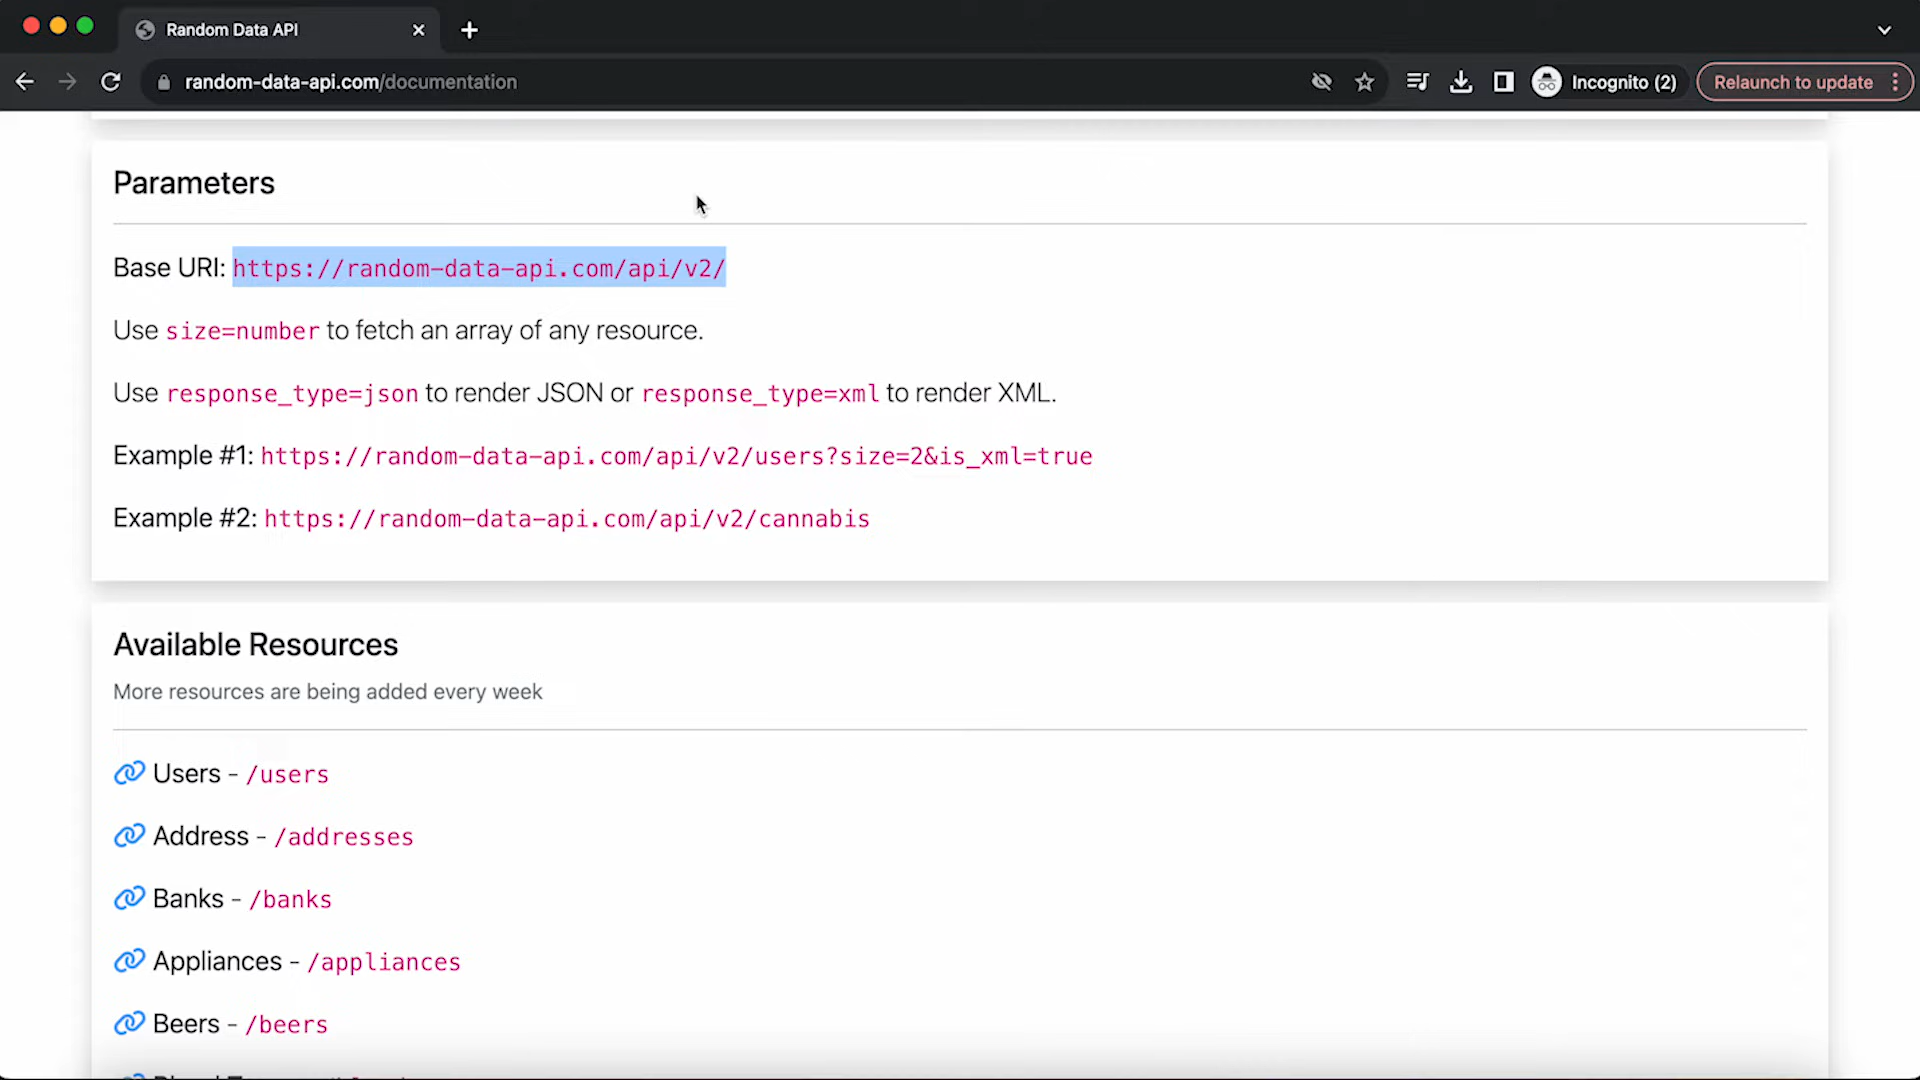 Random Data API
random-data-api.com/documentation
Incognito (2)
Relaunch to update
Parameters
Base URI: https://random-data-api.com/api/v2/
Use size=number to fetch an array of any resource.
Use response_type=json to render JSON or response_type=xml to render XML.
Example #1: https://random-data-api.com/api/v2/users?size=2&is_xml=true
Example #2: https://random-data-api.com/api/v2/cannabis
Available Resources
More resources are being added every week
Users - /users
Address - /addresses
Banks - /banks
Appliances - /appliances
Beers - /beers